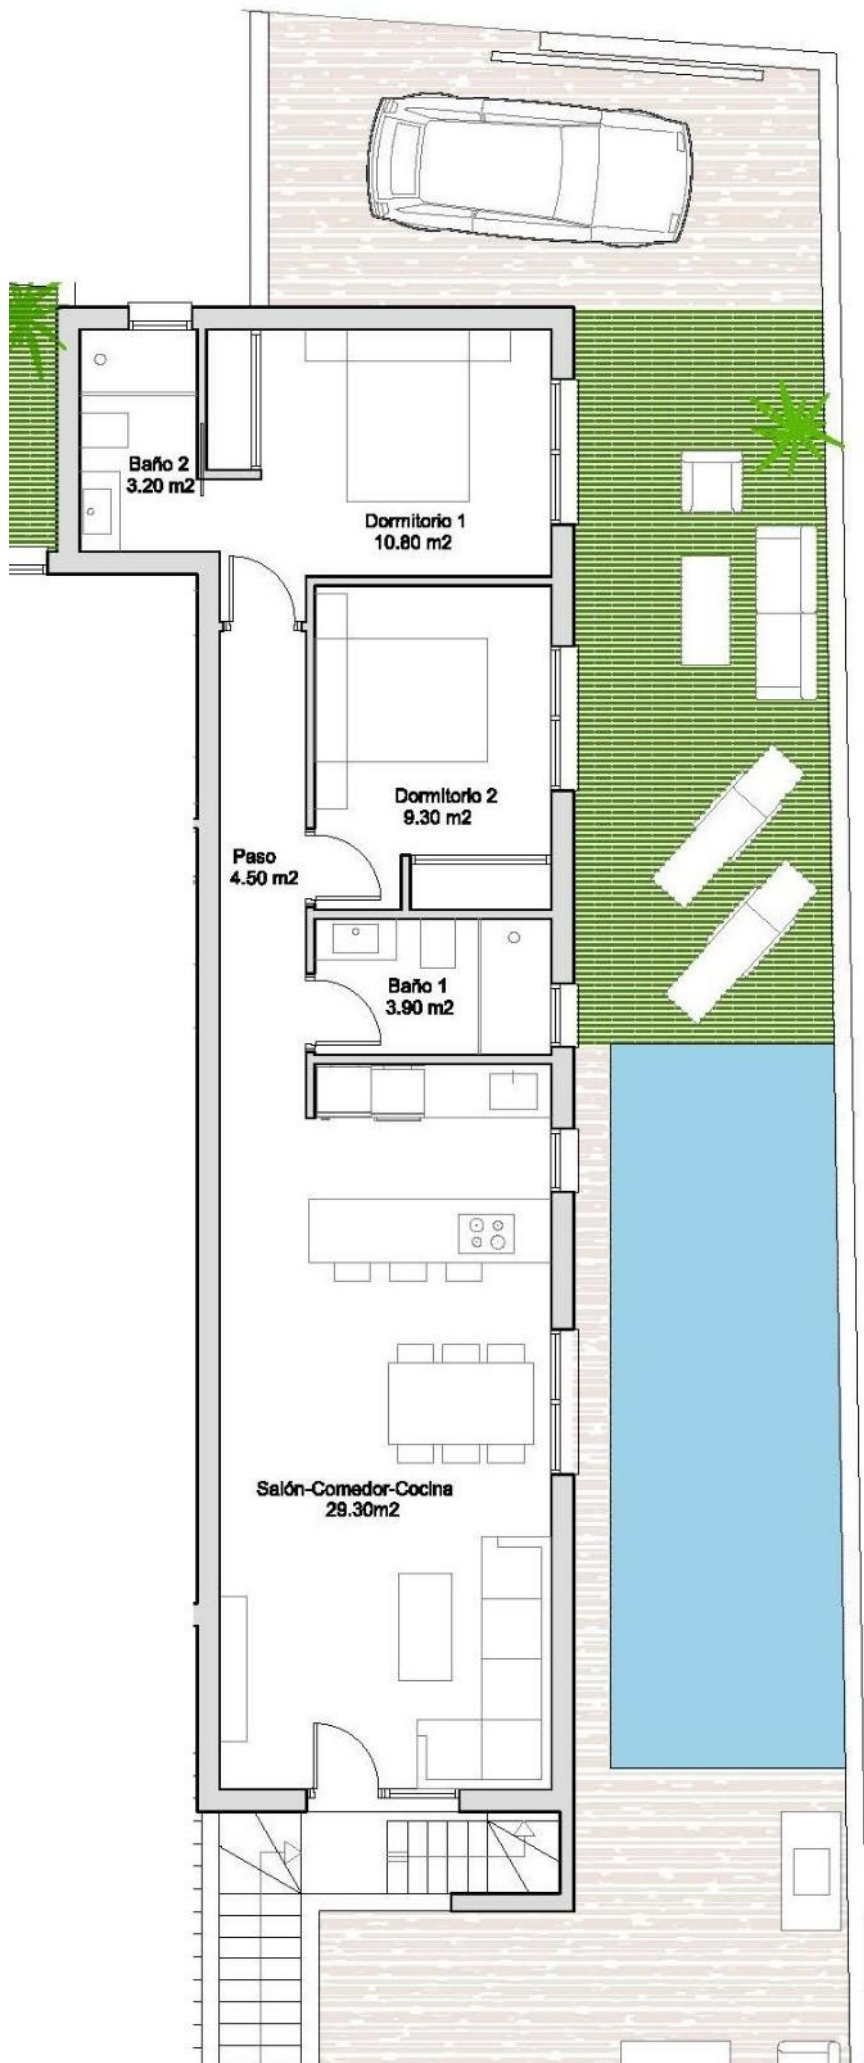 Baño 2
3.20 m2
Dormitorio 1
10.80 m2
Dormitorio 2
9.30 m2
Paso
4.50 m2
Baño 1
3.90 m2
Salón-Comedor-Cocina
29.30m2